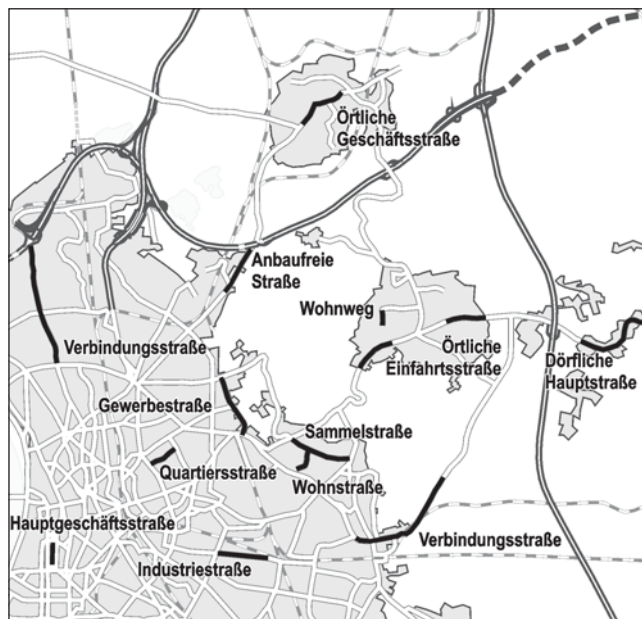 Örtliche
Geschäftsstraße
Anbaufreie
Straße
Wohnweg
Verbindungsstraße
Örtliche
Einfahrtsstraße
Dörfliche
Hauptstraße
Gewerbestraße
Sammelstraße
Quartiersstraße
Wohnstraße
Hauptgeschäftsstraße
Verbindungsstraße
Industriestraße